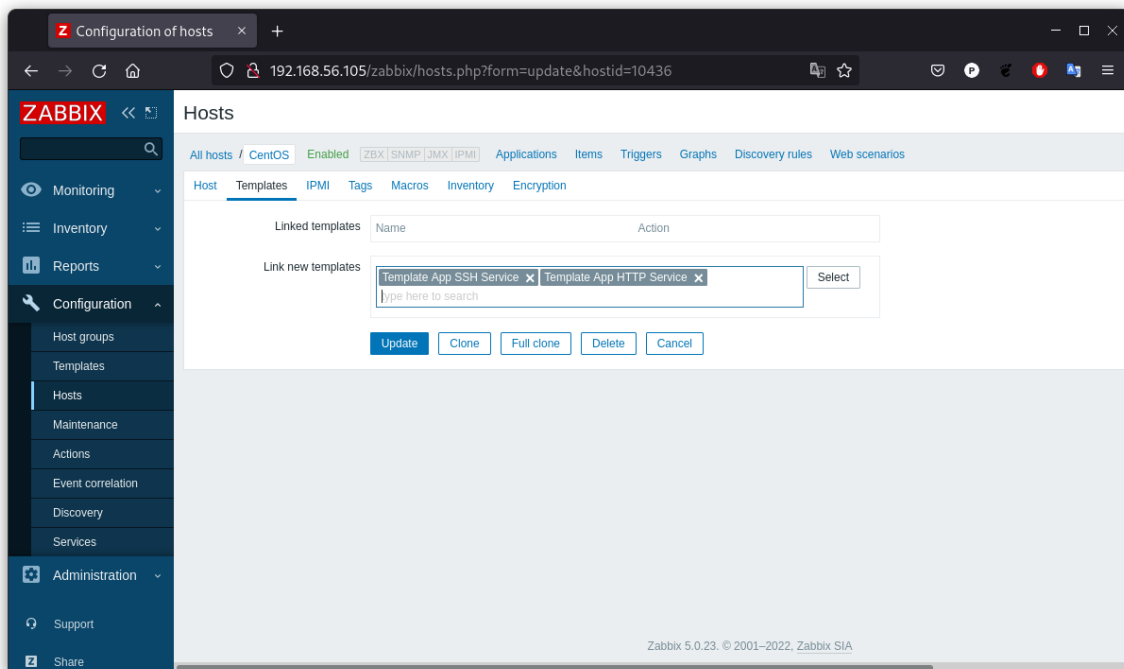 Z Configuration of hosts
192.168.56.105/zabbix/hosts.php?form=update&hostid=10436
ZABBIX
Hosts
All hosts / CentOS Enabled ZBX SNMP JMX IPMI Applications Items Triggers Graphs Discovery rules Web scenarios
Host Templates IPMI Tags Macros Inventory Encryption
Linked templates Name Action
Link new templates Template App SSH Service Template App HTTP Service Select
type here to search
Update Clone Full clone Delete Cancel
Monitoring
Inventory
Reports
Configuration
Host groups
Templates
Hosts
Maintenance
Actions
Event correlation
Discovery
Services
Administration
Support
Z Share
Zabbix 5.0.23. © 2001–2022, Zabbix SIA